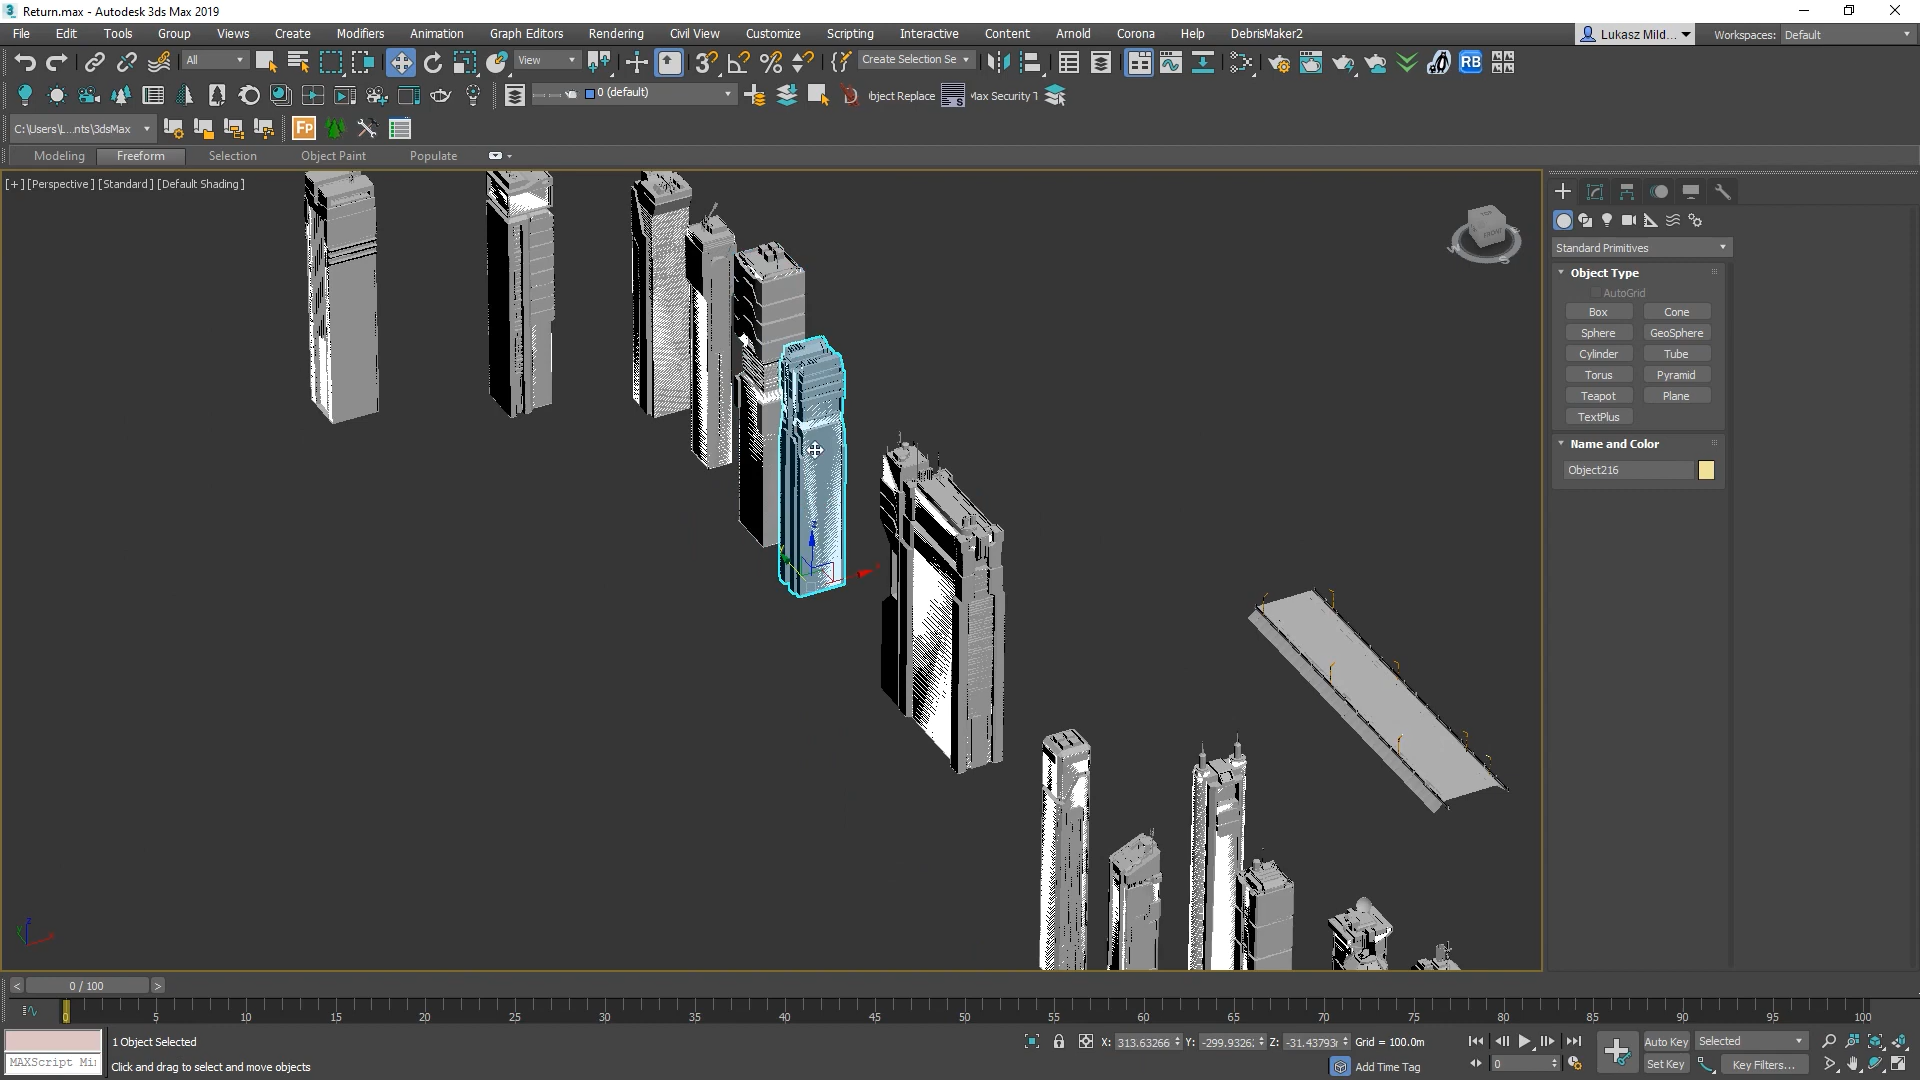 Return.max - Autodesk 3ds Max 2019
File Edit Tools Group Views Create Modifiers Animation Graph Editors Rendering Civil View Customize Scripting Interactive Content Arnold Corona Help DebrisMaker2
Lukasz Mild... Workspaces: Default
All View Create Selection Se RB
0 (default) bject Replace Max Security T
C:\Users\L...nts\3dsMax Fp
Modeling Freeform Selection Object Paint Populate
[+] [Perspective] [Standard] [Default Shading]
Standard Primitives
Object Type
AutoGrid
Box Cone
Sphere GeoSphere
Cylinder Tube
Torus Pyramid
Teapot Plane
TextPlus
Name and Color
Object216
< 0 / 100 >
0 5 10 15 20 25 30 35 40 45 50 55 60 65 70 75 80 85 90 95 100
1 Object Selected
X: 313.63266 Y: -299.9326 Z: -31.43793 Grid = 100.0m
Auto Key Selected
MAXScript Mi
Click and drag to select and move objects
Add Time Tag
0
Set Key Key Filters...